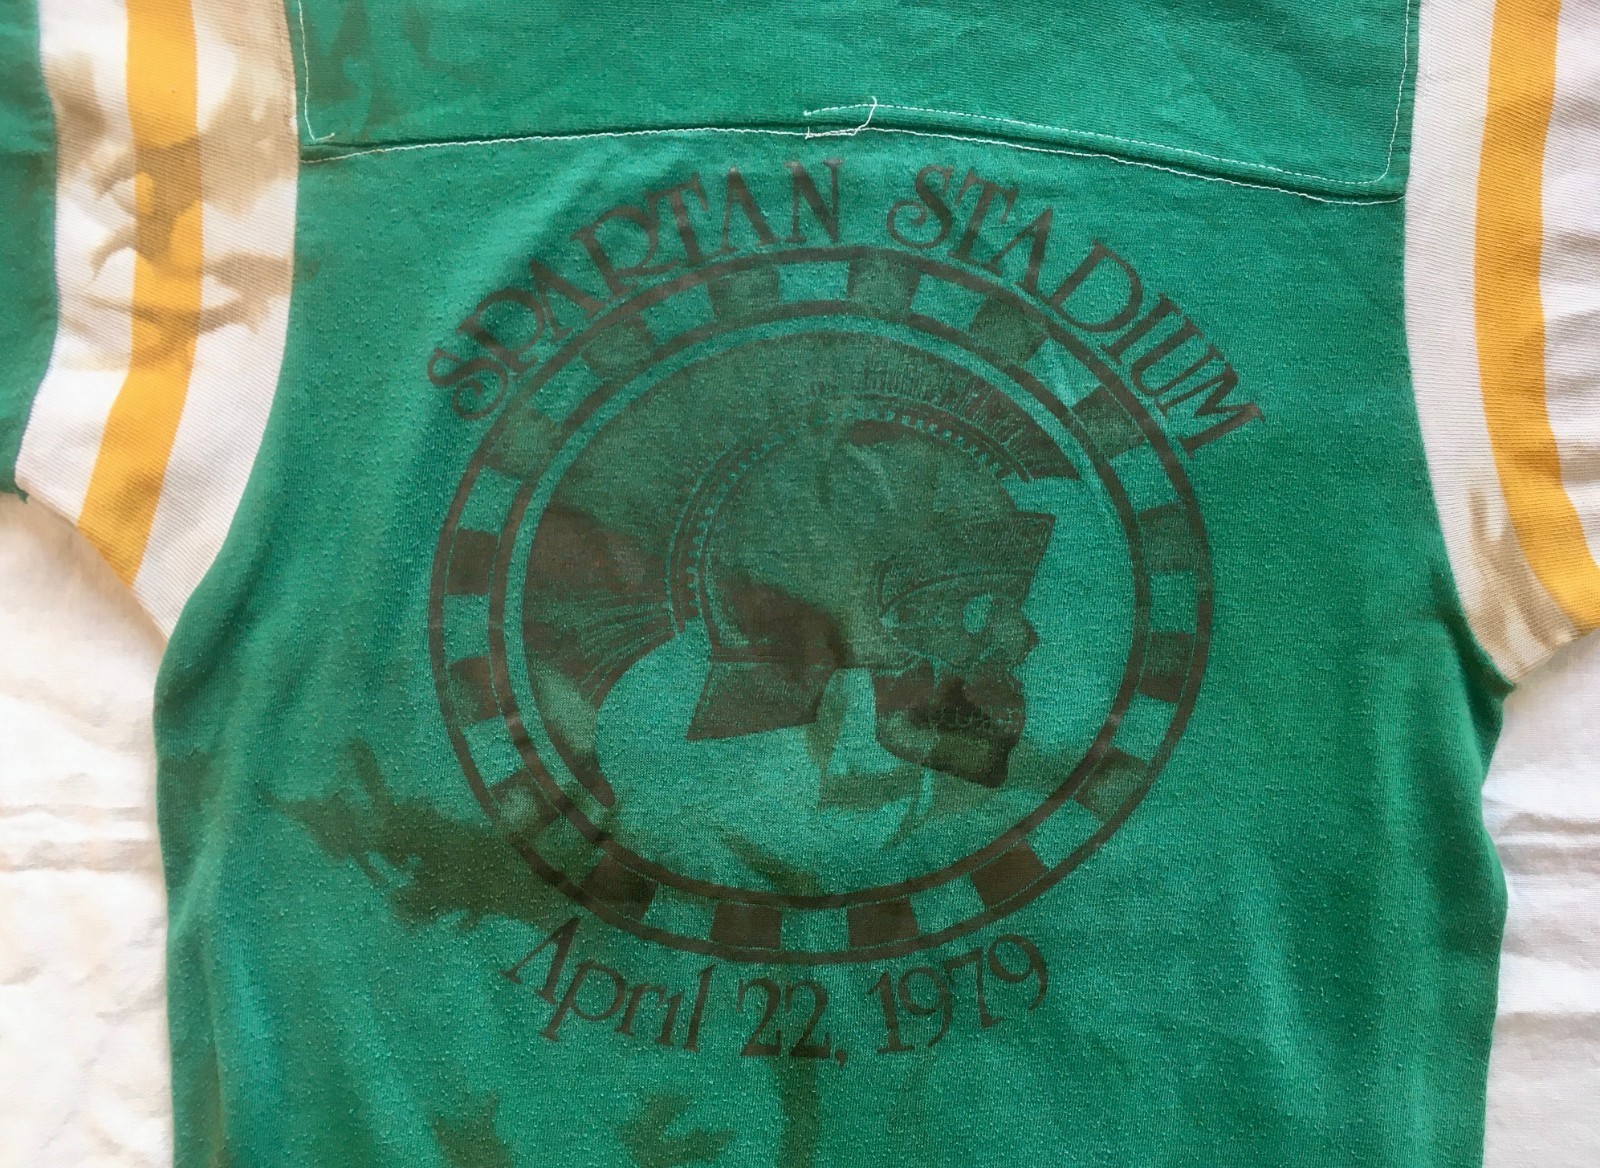 SPARTAN STADIUM
April 22, 1979